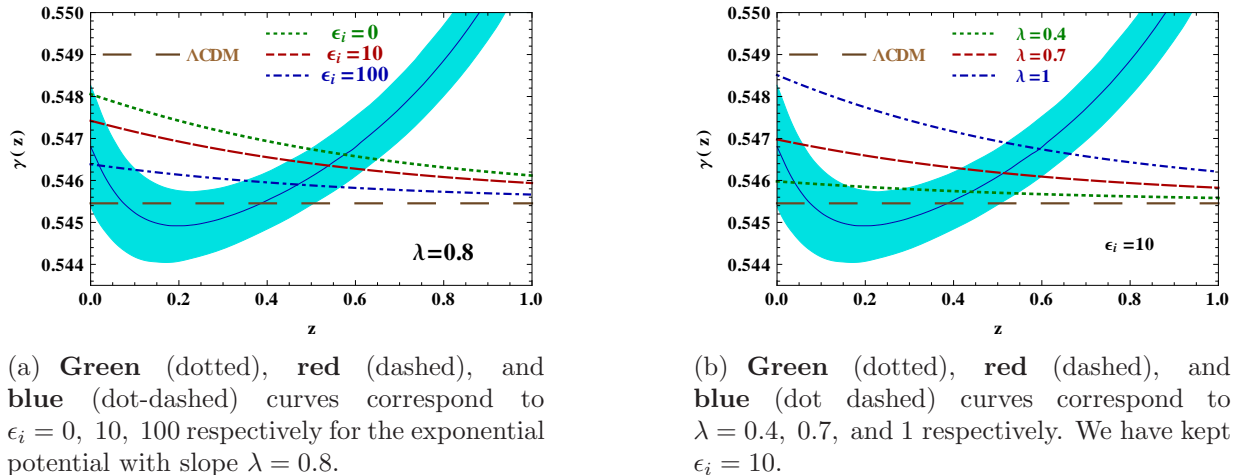 0.550
0.549
0.548
0.547
0.546
0.545
0.544
γ(z)
ΛCDM
ϵᵢ=0
ϵᵢ=10
ϵᵢ=100
λ=0.8
0.0 0.2 0.4 0.6 0.8 1.0
z
(a) Green (dotted), red (dashed), and
blue (dot-dashed) curves correspond to
ϵᵢ = 0, 10, 100 respectively for the exponential
potential with slope λ = 0.8.
0.550
0.549
0.548
0.547
0.546
0.545
0.544
γ(z)
ΛCDM
λ=0.4
λ=0.7
λ=1
ϵᵢ=10
0.0 0.2 0.4 0.6 0.8 1.0
z
(b) Green (dotted), red (dashed), and
blue (dot dashed) curves correspond to
λ = 0.4, 0.7, and 1 respectively. We have kept
ϵᵢ = 10.